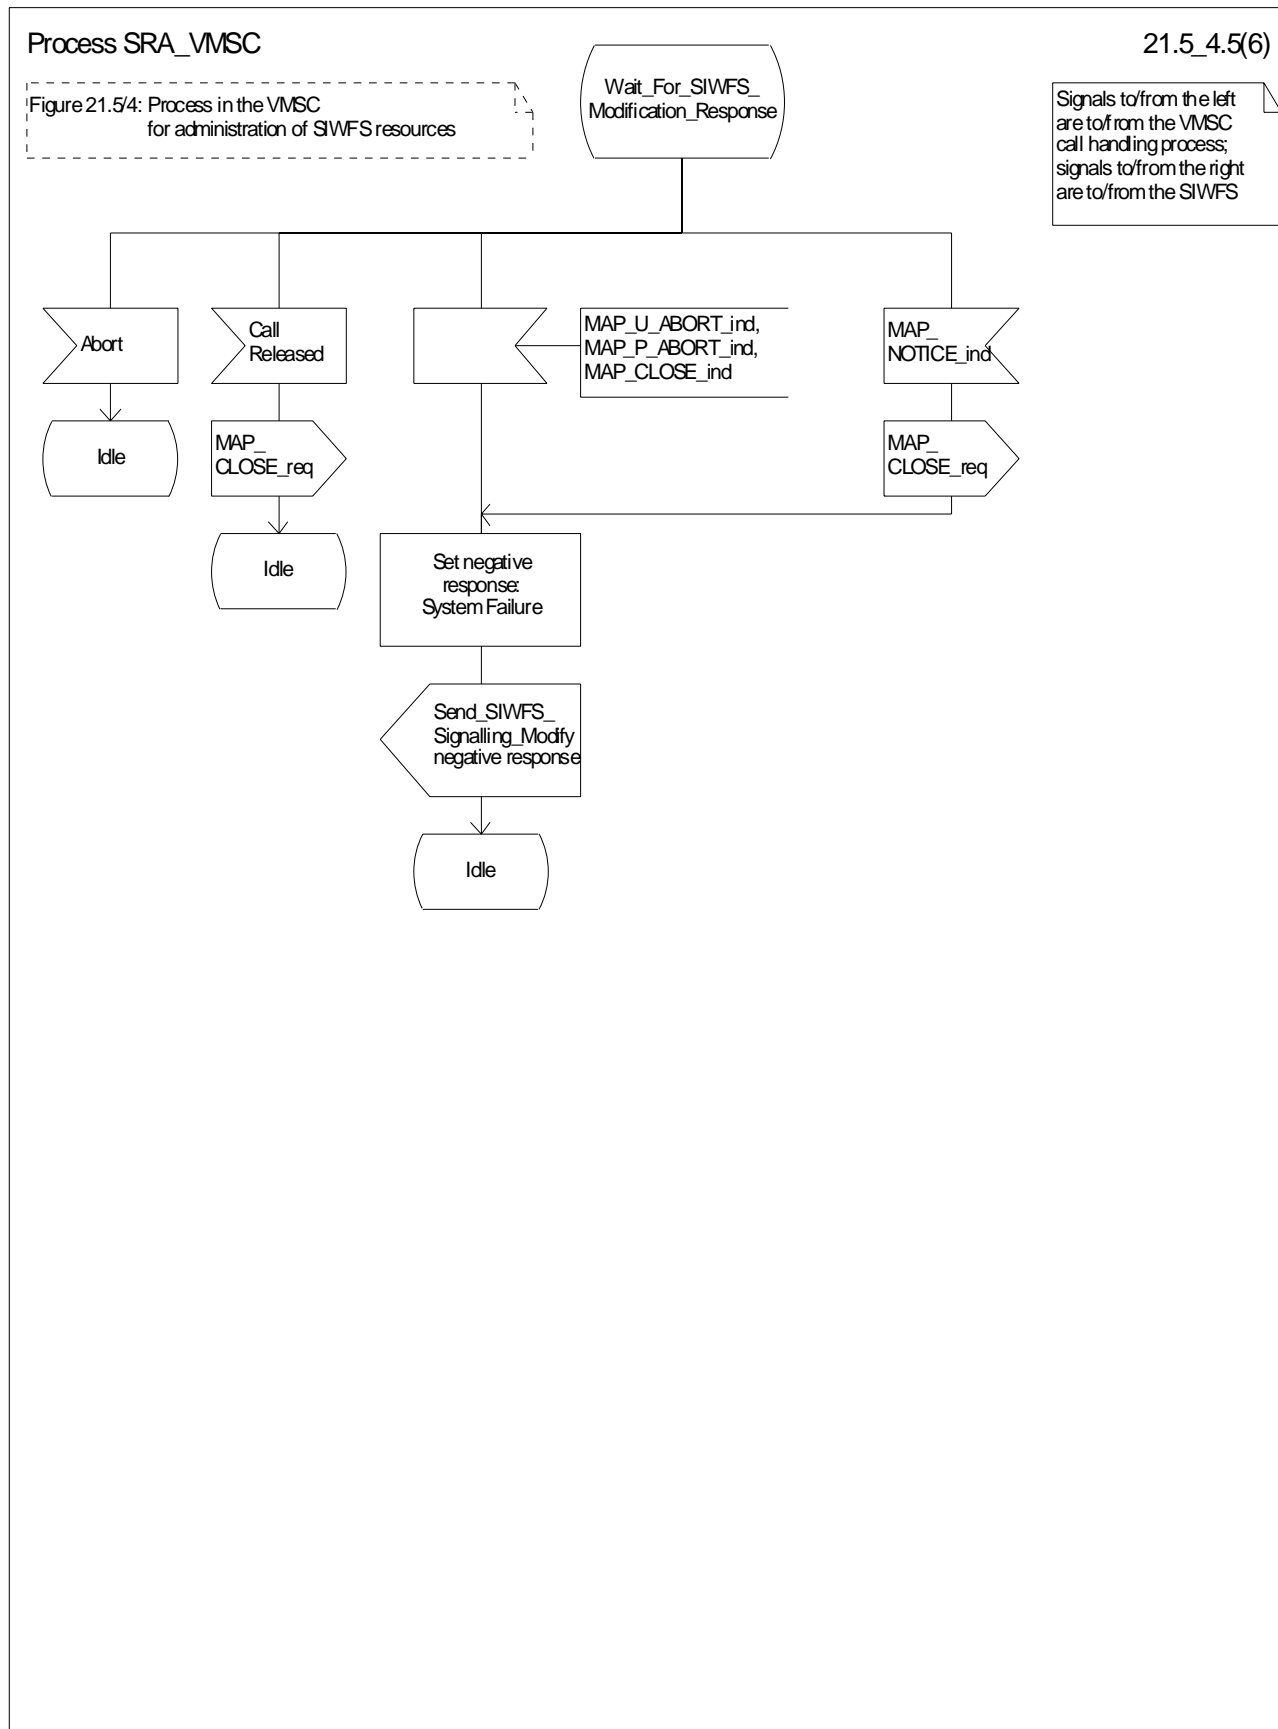 Process SRA_VMSC
21.5_4.5(6)
Figure 21.5/4: Process in the VMSC
for administration of SIWFS resources
Wait_For_SIWFS_
Modification_Response
Signals to/from the left
are to/from the VMSC
call handling process;
signals to/from the right
are to/from the SIWFS
Abort
Call
Released
MAP_U_ABORT_ind,
MAP_P_ABORT_ind,
MAP_CLOSE_ind
MAP_
NOTICE_ind
Idle
MAP_
CLOSE_req
MAP_
CLOSE_req
Idle
Set negative
response:
System Failure
Send_SIWFS_
Signalling_Modify
negative response
Idle